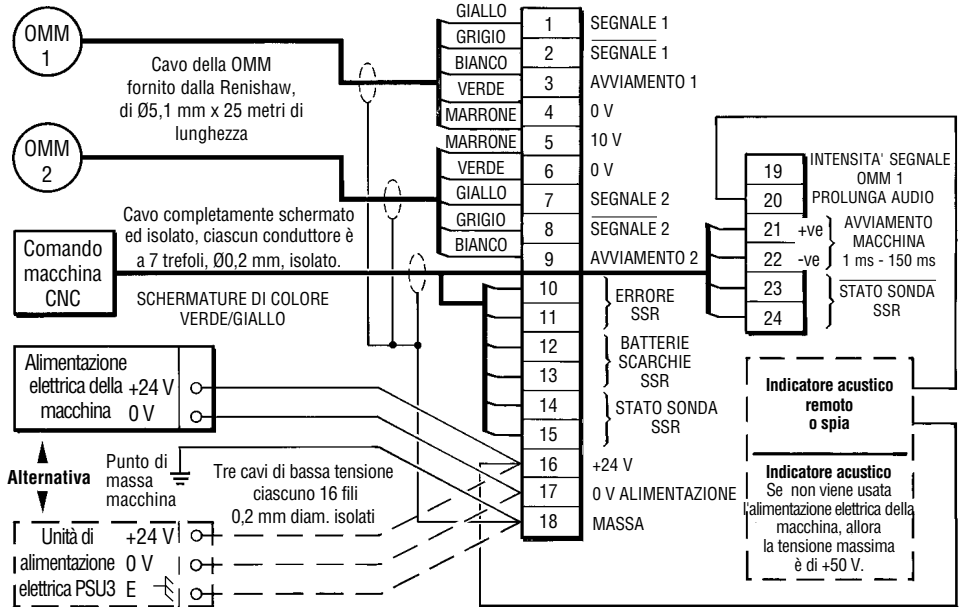 OMM
1
Cavo della OMM
fornito dalla Renishaw,
di Ø5,1 mm x 25 metri di
lunghezza
OMM
2
Cavo completamente schermato
ed isolato, ciascun conduttore è
a 7 trefoli, Ø0,2 mm, isolato.
Comando
macchina
CNC
SCHERMATURE DI COLORE
VERDE/GIALLO
Alimentazione
elettrica della +24 V
macchina 0 V
Alternativa
Punto di
massa
macchina
Tre cavi di bassa tensione
ciascuno 16 fili
0,2 mm diam. isolati
Unità di +24 V
alimentazione 0 V
elettrica PSU3 E
GIALLO 1 SEGNALE 1
GRIGIO 2 SEGNALE 1
BIANCO 3 AVVIAMENTO 1
VERDE 4 0 V
MARRONE 5 10 V
MARRONE 6 0 V
VERDE 7 SEGNALE 2
GIALLO 8 SEGNALE 2
GRIGIO 9 AVVIAMENTO 2
BIANCO
10
11
ERRORE
SSR
12
13
BATTERIE
SCARCHIE
SSR
14
15
STATO SONDA
SSR
16 +24 V
17 0 V ALIMENTAZIONE
18 MASSA
19
20
21 +ve
22 -ve
23
24
INTENSITA' SEGNALE
OMM 1
PROLUNGA AUDIO
AVVIAMENTO
MACCHINA
1 ms - 150 ms
STATO SONDA
SSR
Indicatore acustico
remoto
o spia
Indicatore acustico
Se non viene usata
l'alimentazione elettrica della
macchina, allora
la tensione massima
è di +50 V.